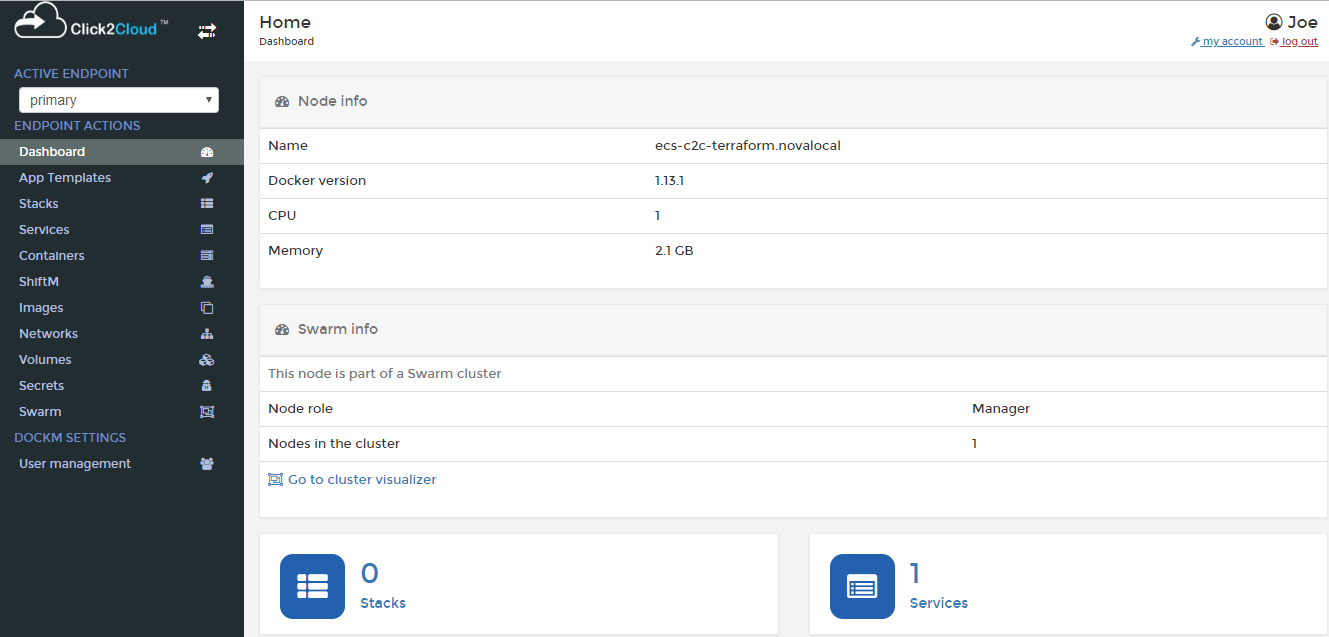 Click2Cloud™
ACTIVE ENDPOINT
primary
ENDPOINT ACTIONS
Dashboard
App Templates
Stacks
Services
Containers
ShiftM
Images
Networks
Volumes
Secrets
Swarm
DOCKM SETTINGS
User management
Home
Dashboard
Joe
my account log out
Node info
Name ecs-c2c-terraform.novalocal
Docker version 1.13.1
CPU 1
Memory 2.1 GB
Swarm info
This node is part of a Swarm cluster
Node role Manager
Nodes in the cluster 1
Go to cluster visualizer
0
Stacks
1
Services